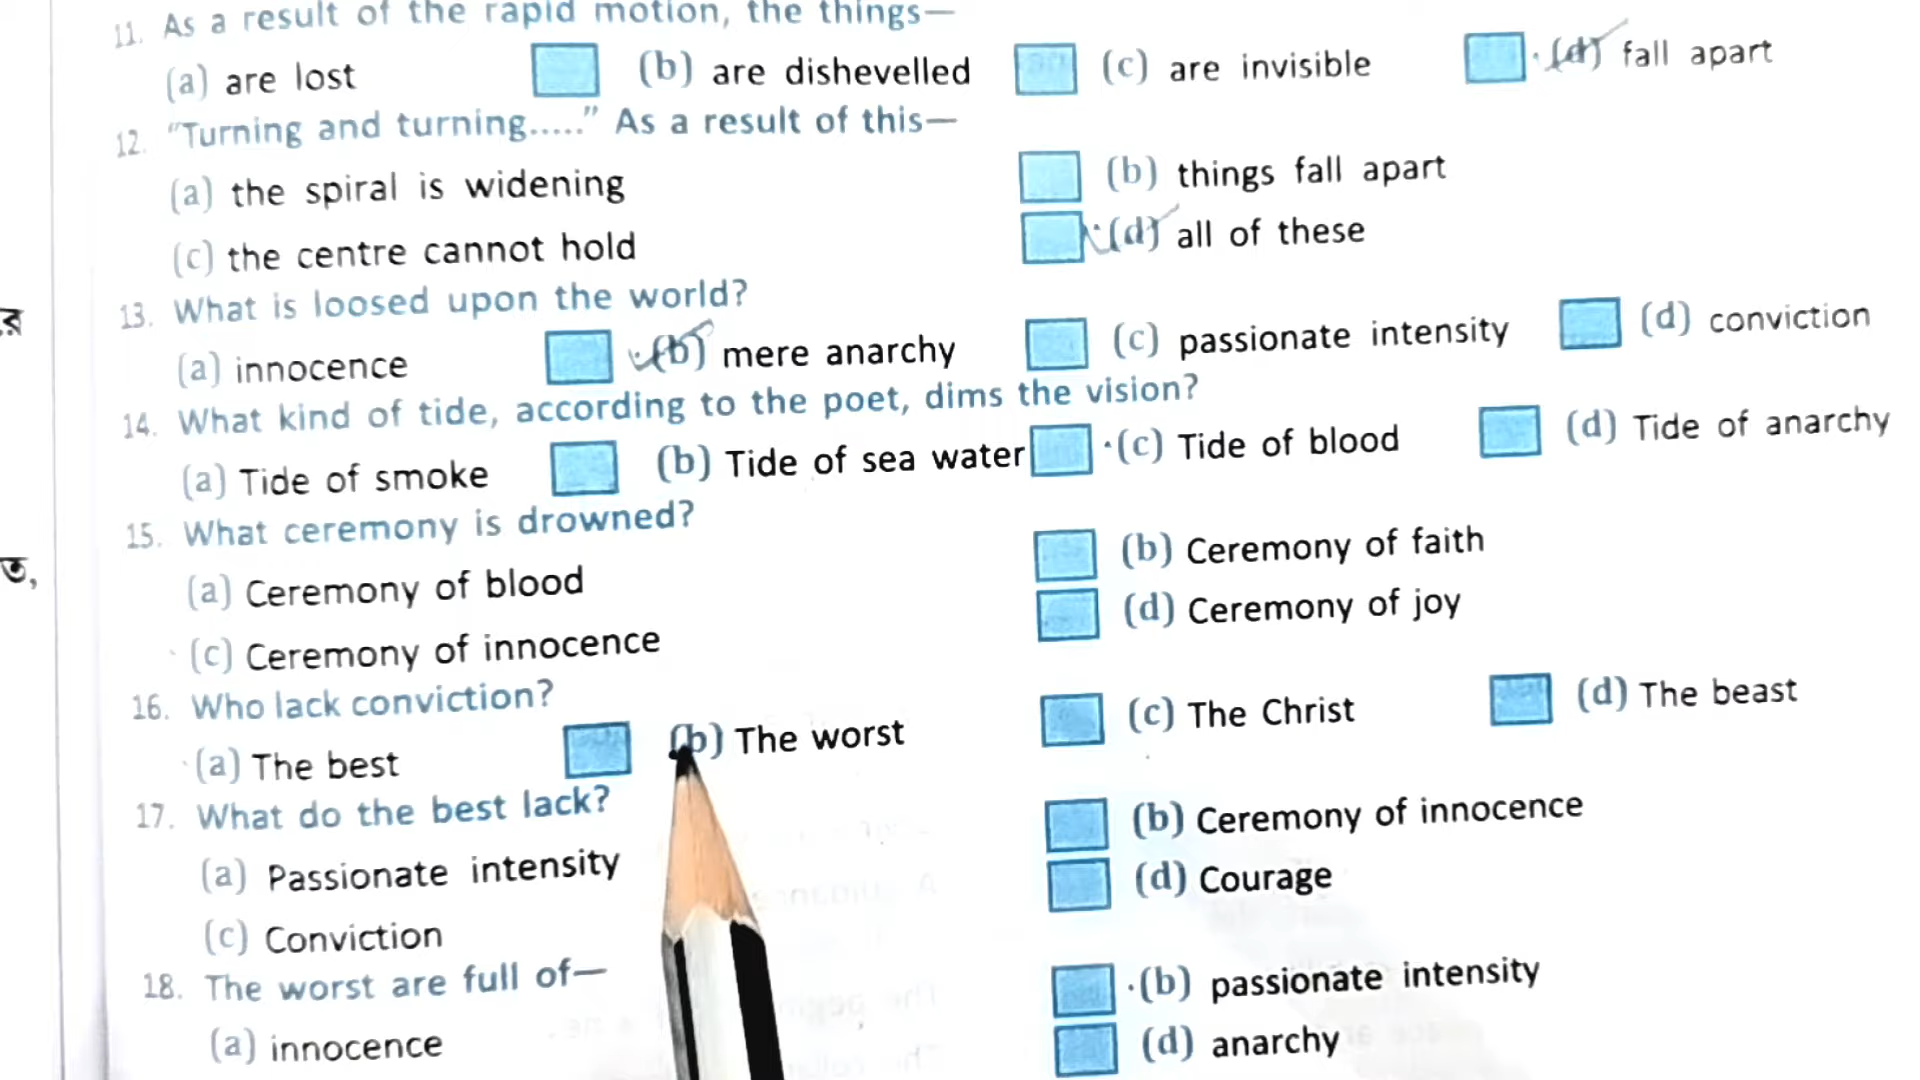 11. As a result of the rapid motion, the things—
(a) are lost (b) are dishevelled (c) are invisible (d) fall apart
12. "Turning and turning....." As a result of this—
(a) the spiral is widening (b) things fall apart
(c) the centre cannot hold (d) all of these
13. What is loosed upon the world?
(a) innocence (b) mere anarchy (c) passionate intensity (d) conviction
14. What kind of tide, according to the poet, dims the vision?
(a) Tide of smoke (b) Tide of sea water (c) Tide of blood (d) Tide of anarchy
15. What ceremony is drowned?
(a) Ceremony of blood (b) Ceremony of faith
(c) Ceremony of innocence (d) Ceremony of joy
16. Who lack conviction?
(a) The best (b) The worst (c) The Christ (d) The beast
17. What do the best lack?
(a) Passionate intensity (b) Ceremony of innocence
(c) Conviction (d) Courage
18. The worst are full of—
(a) innocence (b) passionate intensity
(d) anarchy